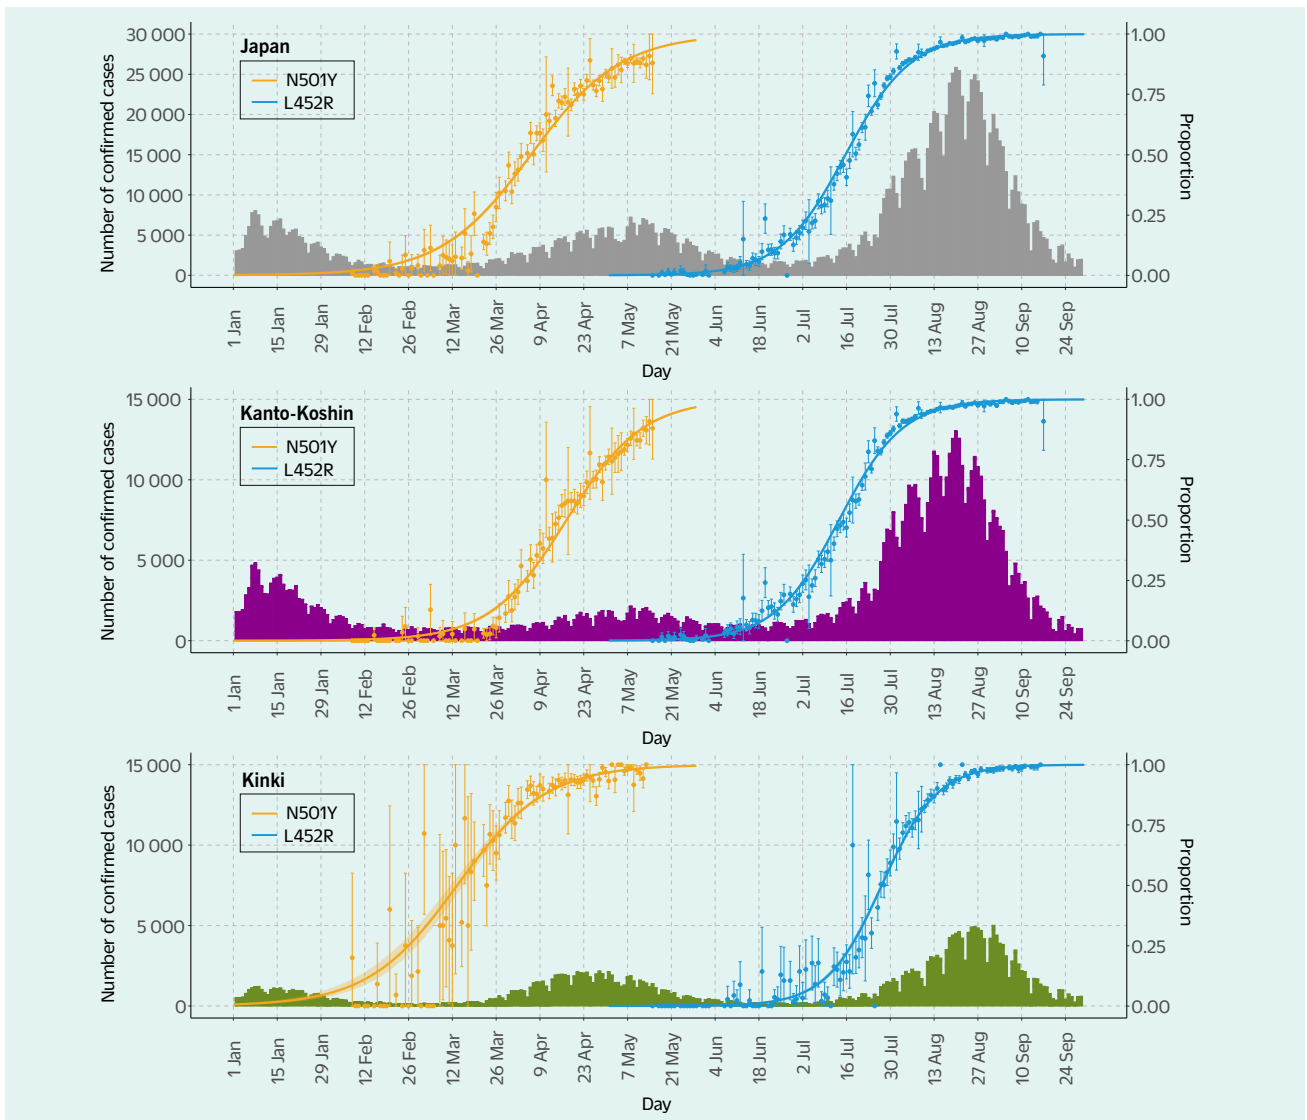 Japan
N501Y
L452R
Number of confirmed cases
30 000
25 000
20 000
15 000
10 000
5 000
0
1.00
0.75
0.50
0.25
0.00
Proportion
1 Jan
15 Jan
29 Jan
12 Feb
26 Feb
12 Mar
26 Mar
9 Apr
23 Apr
7 May
21 May
4 Jun
18 Jun
2 Jul
16 Jul
30 Jul
13 Aug
27 Aug
10 Sep
24 Sep
Day
Kanto-Koshin
N501Y
L452R
Number of confirmed cases
15 000
10 000
5 000
0
1.00
0.75
0.50
0.25
0.00
Proportion
1 Jan
15 Jan
29 Jan
12 Feb
26 Feb
12 Mar
26 Mar
9 Apr
23 Apr
7 May
21 May
4 Jun
18 Jun
2 Jul
16 Jul
30 Jul
13 Aug
27 Aug
10 Sep
24 Sep
Day
Kinki
N501Y
L452R
Number of confirmed cases
15 000
10 000
5 000
0
1.00
0.75
0.50
0.25
0.00
Proportion
1 Jan
15 Jan
29 Jan
12 Feb
26 Feb
12 Mar
26 Mar
9 Apr
23 Apr
7 May
21 May
4 Jun
18 Jun
2 Jul
16 Jul
30 Jul
13 Aug
27 Aug
10 Sep
24 Sep
Day